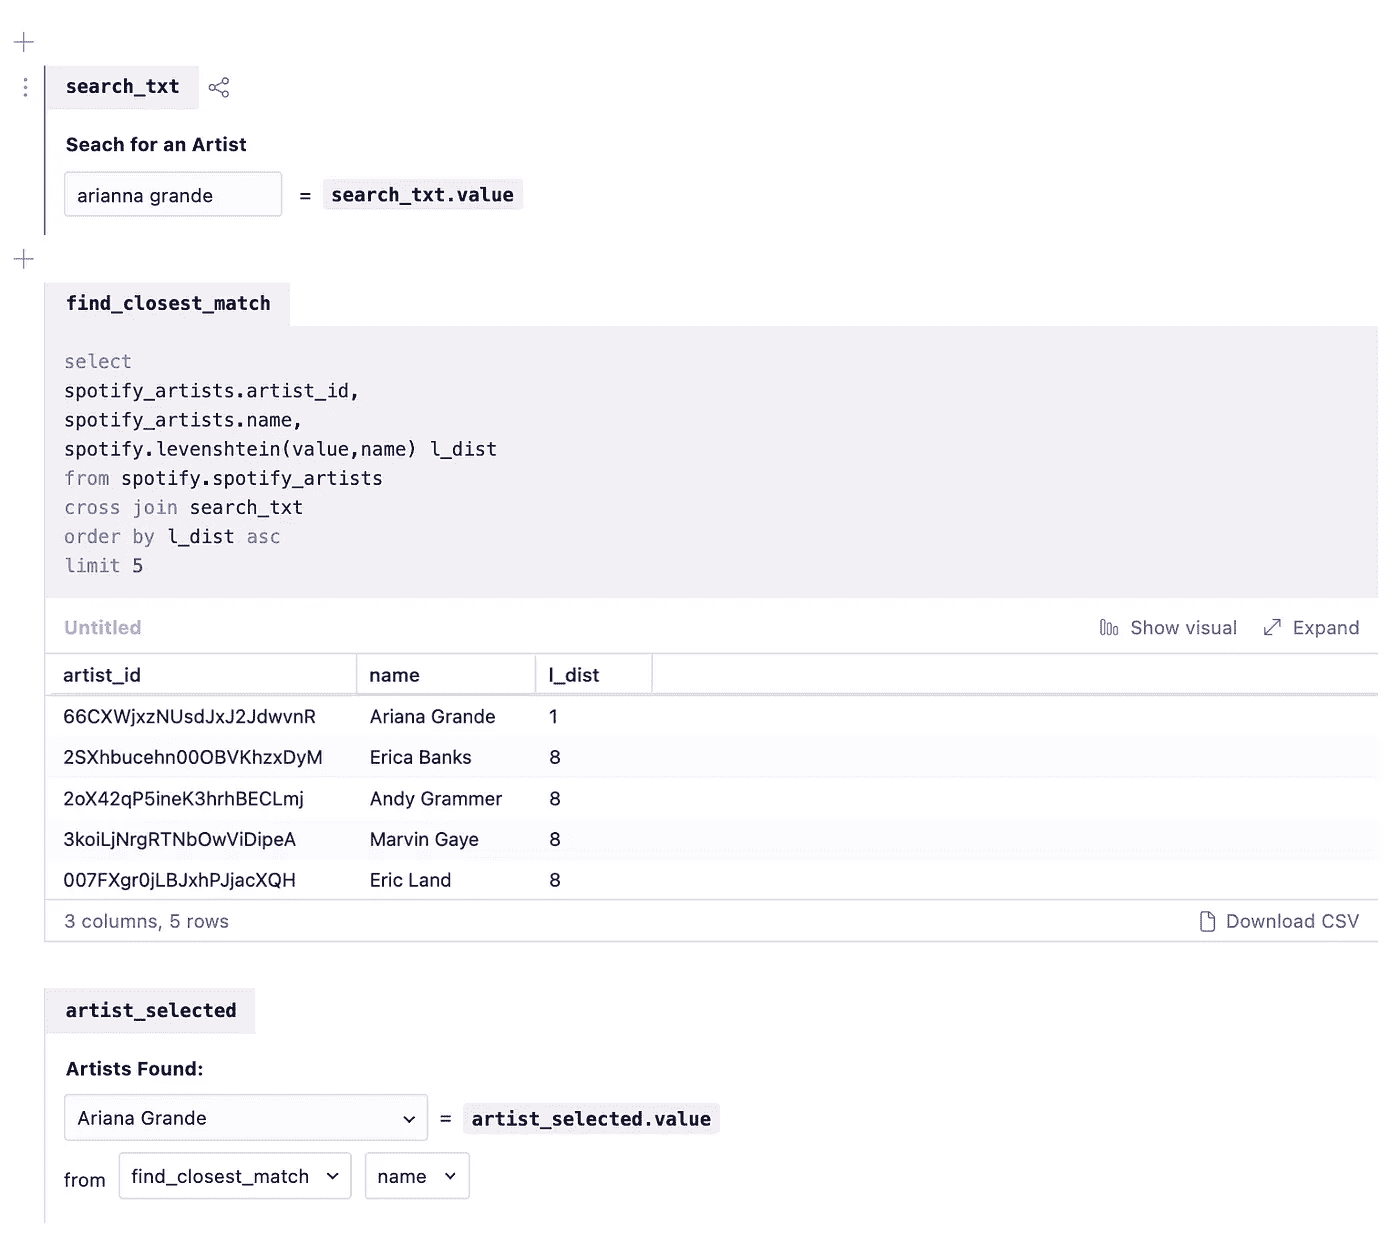 search_txt
Seach for an Artist
arianna grande = search_txt.value
find_closest_match
select
spotify_artists.artist_id,
spotify_artists.name,
spotify.levenshtein(value,name) l_dist
from spotify.spotify_artists
cross join search_txt
order by l_dist asc
limit 5
Untitled Show visual Expand
artist_id name l_dist
66CXWjxzNUsdJxJ2JdwvnR Ariana Grande 1
2SXhbucehn00OBVKhzxDyM Erica Banks 8
2oX42qP5ineK3hrhBECLmj Andy Grammer 8
3koiLjNrgRTNbOwViDipeA Marvin Gaye 8
007FXgr0jLBJxhPJjacXQH Eric Land 8
3 columns, 5 rows Download CSV
artist_selected
Artists Found:
Ariana Grande = artist_selected.value
from find_closest_match name